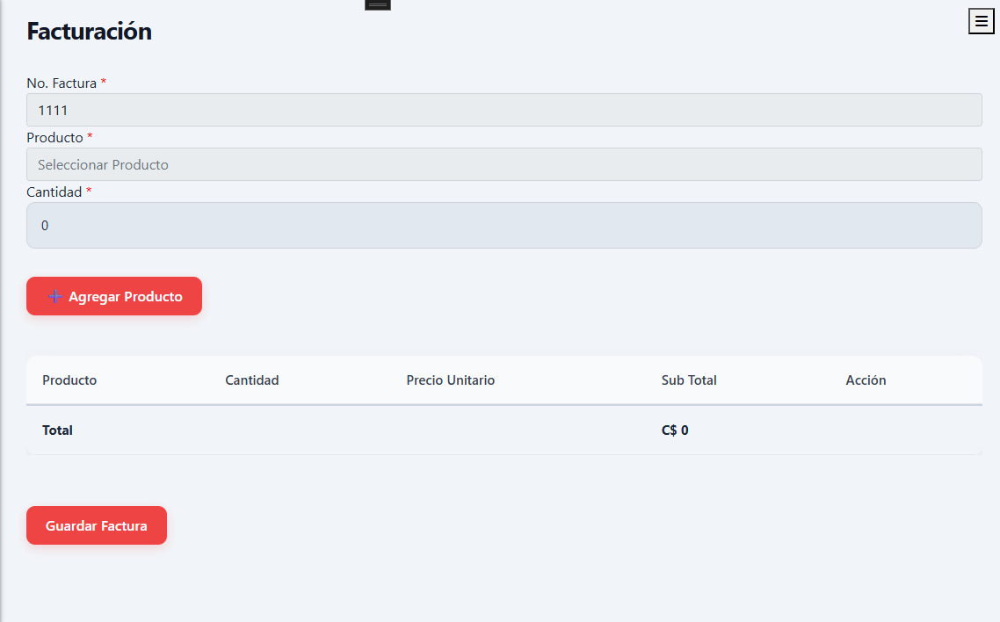 Facturación
No. Factura *
1111
Producto *
Seleccionar Producto
Cantidad *
0
➕ Agregar Producto
Producto Cantidad Precio Unitario Sub Total Acción
Total C$ 0
Guardar Factura